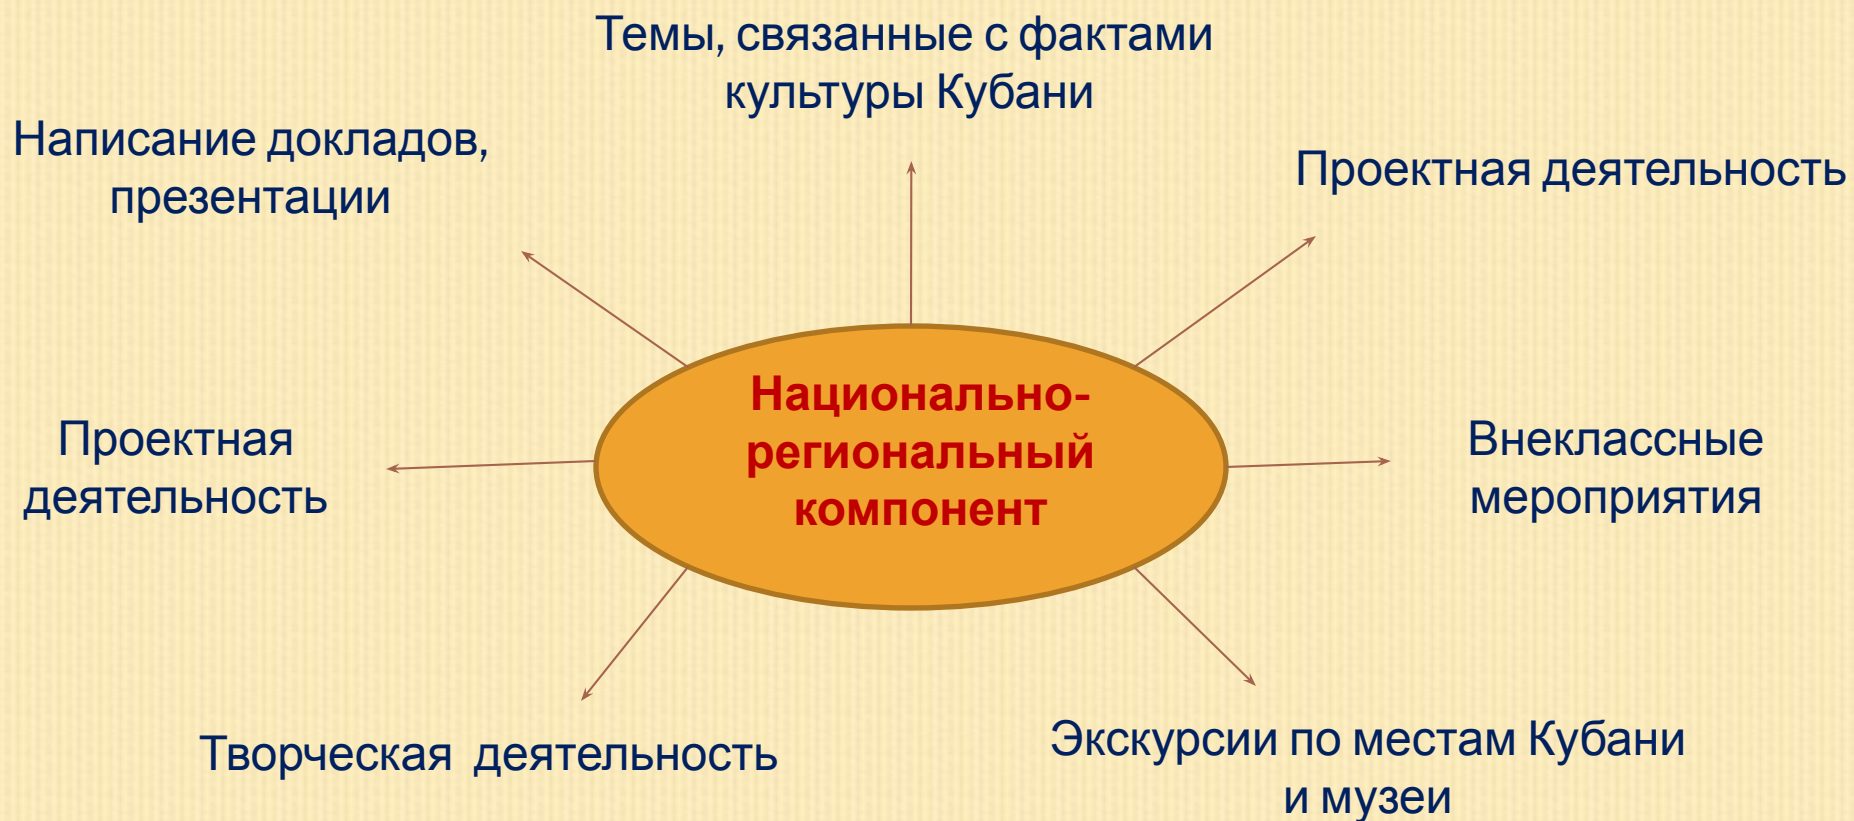 Темы, связанные с фактами
культуры Кубани
Написание докладов,
презентации
Проектная деятельность
Национально-
региональный
компонент
Проектная
деятельность
Внеклассные
мероприятия
Творческая деятельность
Экскурсии по местам Кубани
и музеи